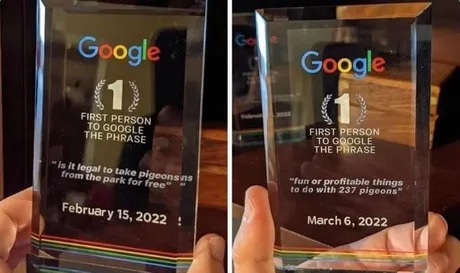 Google
1
FIRST PERSON
TO GOOGLE
THE PHRASE
"is it legal to take pigeons
from the park for free"
February 15, 2022
Google
1
FIRST PERSON
TO GOOGLE
THE PHRASE
"fun or profitable things
to do with 237 pigeons"
March 6, 2022